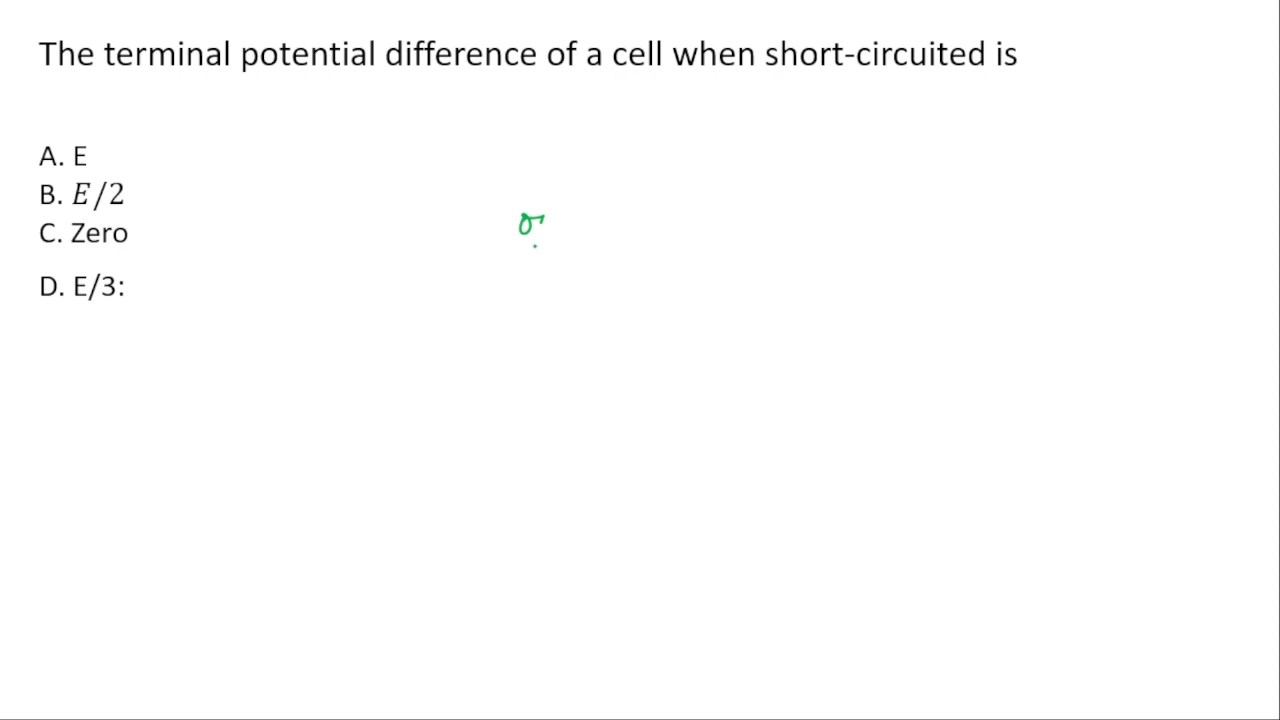 The terminal potential difference of a cell when short-circuited is
A. E
B. E/2
C. Zero
D. E/3: